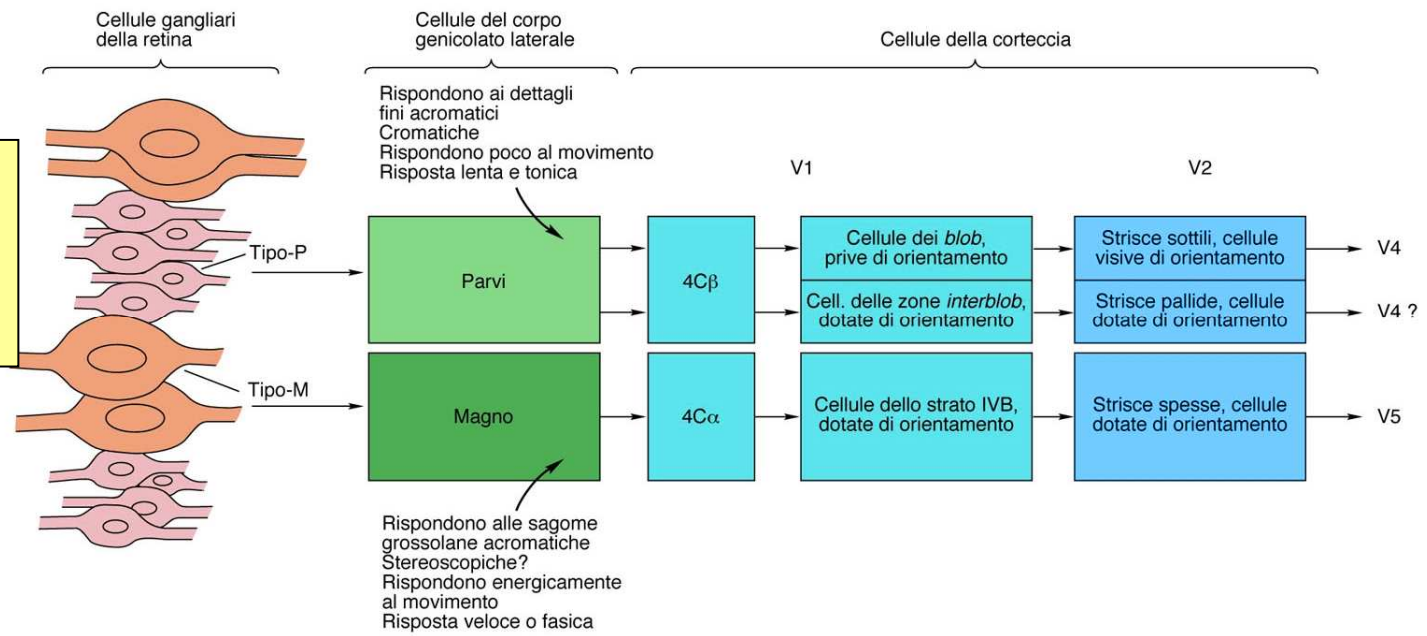 Cellule gangliari
della retina
Cellule del corpo
genicolato laterale
Cellule della corteccia
Rispondono ai dettagli
fini acromatici
Cromatiche
Rispondono poco al movimento
Risposta lenta e tonica
V1
V2
Tipo-P
Parvi
4Cβ
Cellule dei blob,
prive di orientamento
Strisce sottili, cellule
visive di orientamento
V4
Cell. delle zone interblob,
dotate di orientamento
Strisce pallide, cellule
dotate di orientamento
V4 ?
Tipo-M
Magno
4Cα
Cellule dello strato IVB,
dotate di orientamento
Strisce spesse, cellule
dotate di orientamento
V5
Rispondono alle sagome
grossolane acromatiche
Stereoscopiche?
Rispondono energicamente
al movimento
Risposta veloce o fasica